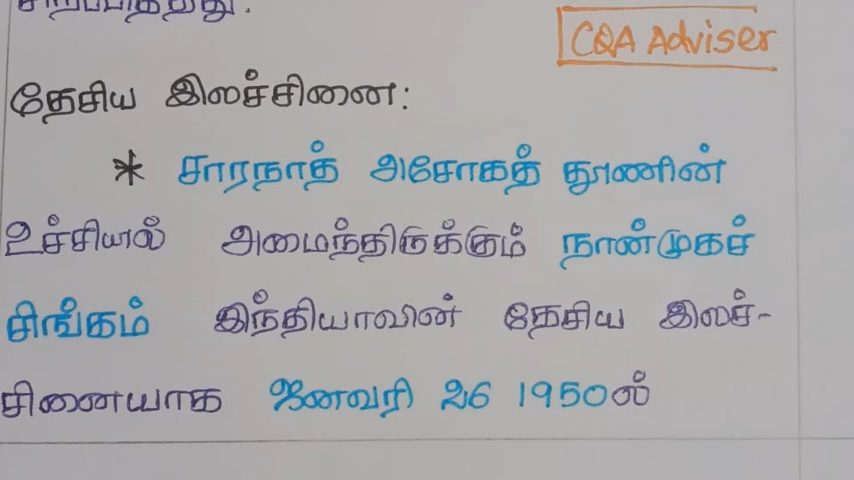 CQA Adviser
தேசிய இலச்சினை:
* சாரநாத் அசோகத் தூணின்
உச்சியில் அமைந்திருக்கும் நான்முகச்
சிங்கம் இந்தியாவின் தேசிய இலச்-
சினையாக ஜனவரி 26 1950ல்